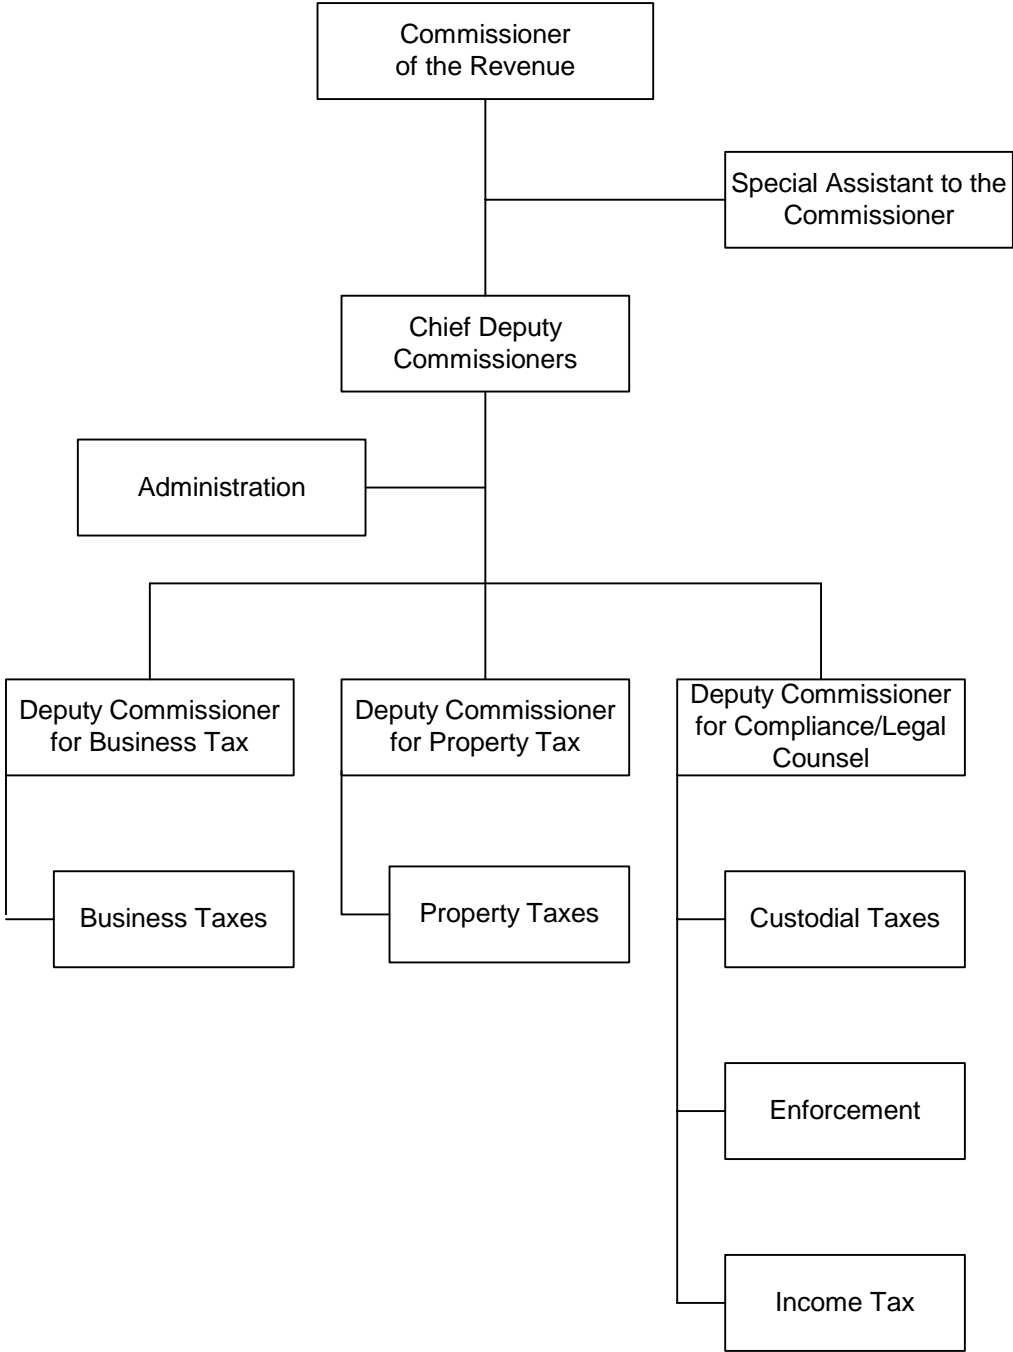 Commissioner
of the Revenue
Special Assistant to the
Commissioner
Chief Deputy
Commissioners
Administration
Deputy Commissioner
for Business Tax
Deputy Commissioner
for Property Tax
Deputy Commissioner
for Compliance/Legal
Counsel
Business Taxes
Property Taxes
Custodial Taxes
Enforcement
Income Tax